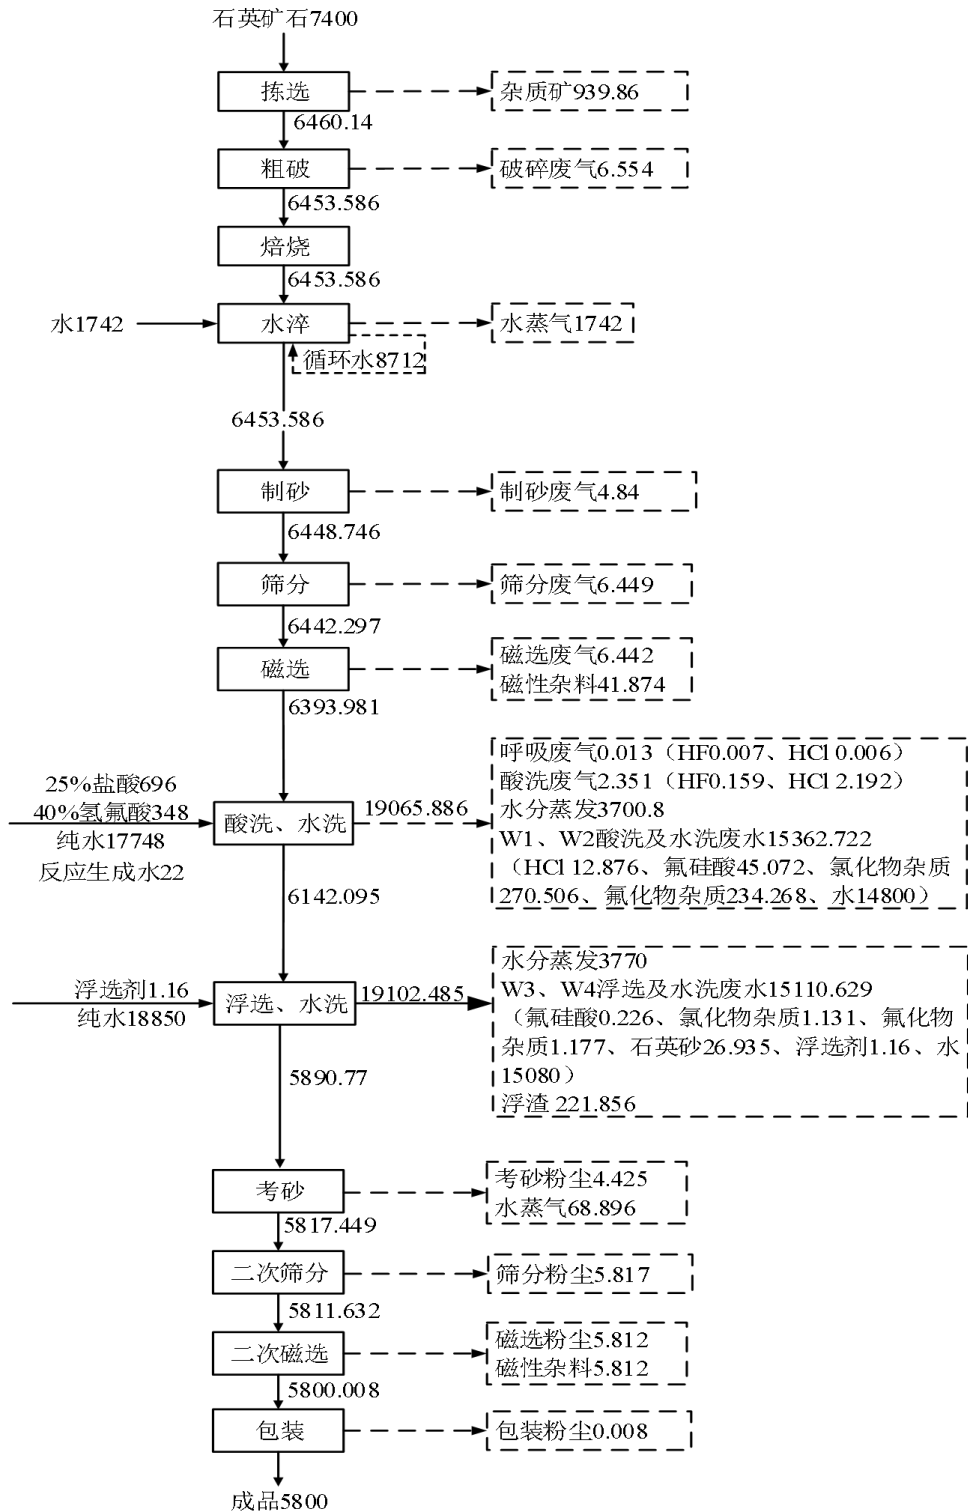 石英矿石7400
拣选
杂质矿939.86
6460.14
粗破
破碎废气6.554
6453.586
焙烧
6453.586
水1742
水淬
水蒸气1742
循环水8712
6453.586
制砂
制砂废气4.84
6448.746
筛分
筛分废气6.449
6442.297
磁选
磁选废气6.442
磁性杂料41.874
6393.981
25%盐酸696
40%氢氟酸348
纯水17748
反应生成水22
酸洗、水洗
19065.886
呼吸废气0.013（HF0.007、HCl 0.006）
酸洗废气2.351（HF0.159、HCl 2.192）
水分蒸发3700.8
W1、W2酸洗及水洗废水15362.722
（HCl 12.876、氟硅酸45.072、氯化物杂质
270.506、氟化物杂质234.268、水14800）
6142.095
浮选剂1.16
纯水18850
浮选、水洗
19102.485
水分蒸发3770
W3、W4浮选及水洗废水15110.629
（氟硅酸0.226、氯化物杂质1.131、氟化物
杂质1.177、石英砂26.935、浮选剂1.16、水
15080）
浮渣 221.856
5890.77
考砂
考砂粉尘4.425
水蒸气68.896
5817.449
二次筛分
筛分粉尘5.817
5811.632
二次磁选
磁选粉尘5.812
磁性杂料5.812
5800.008
包装
包装粉尘0.008
成品5800